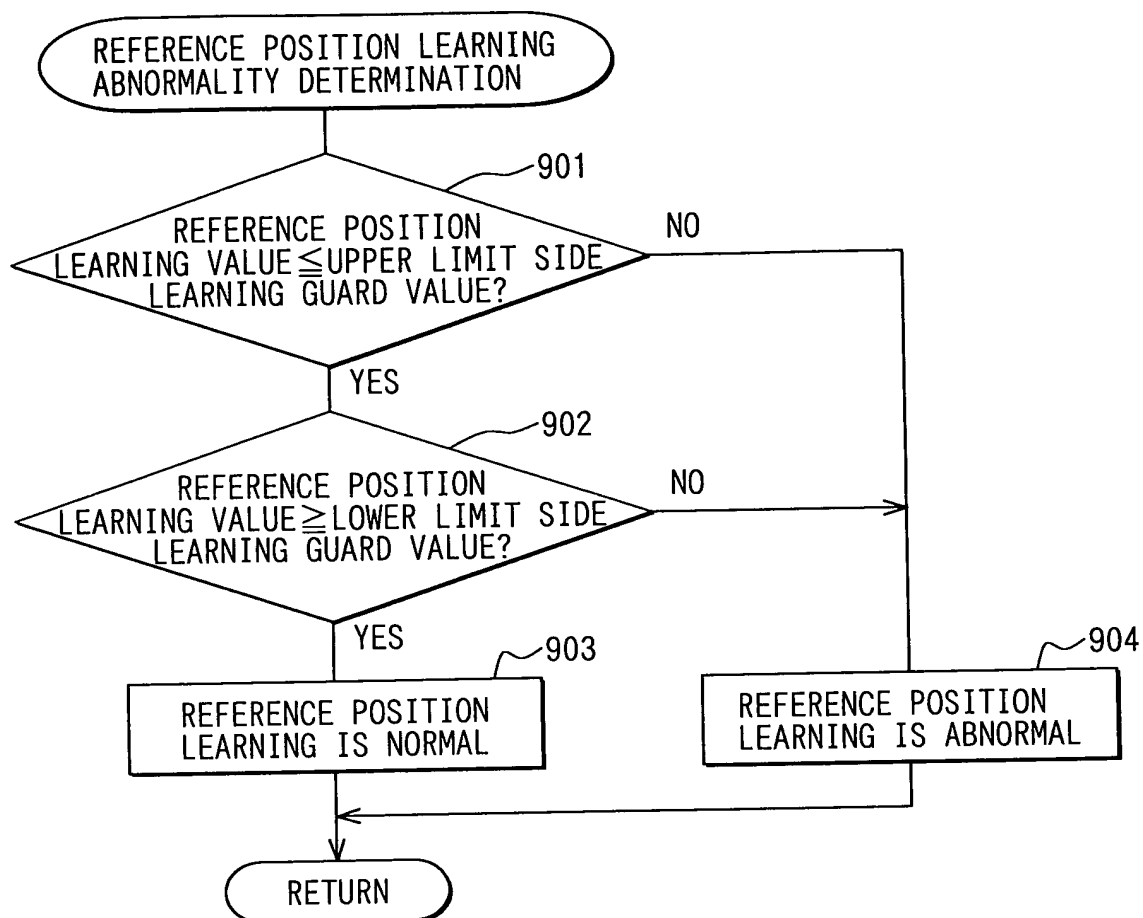 REFERENCE POSITION LEARNING
ABNORMALITY DETERMINATION
901
REFERENCE POSITION
LEARNING VALUE≦UPPER LIMIT SIDE
LEARNING GUARD VALUE?
NO
YES
902
REFERENCE POSITION
LEARNING VALUE≧LOWER LIMIT SIDE
LEARNING GUARD VALUE?
NO
YES
903
REFERENCE POSITION
LEARNING IS NORMAL
904
REFERENCE POSITION
LEARNING IS ABNORMAL
RETURN